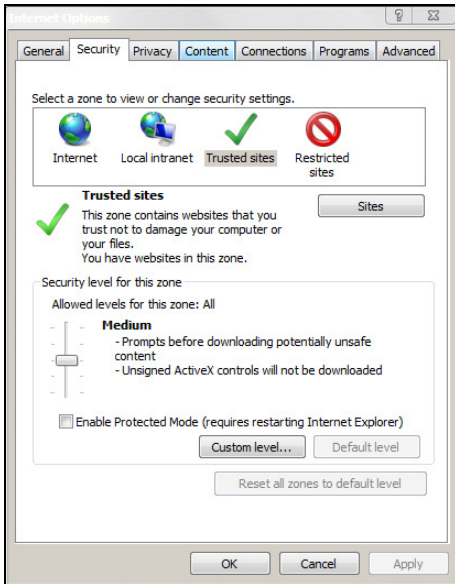 Internet Options
General Security Privacy Content Connections Programs Advanced
Select a zone to view or change security settings.
Internet Local intranet Trusted sites Restricted
sites
Trusted sites
Sites
This zone contains websites that you
trust not to damage your computer or
your files.
You have websites in this zone.
Security level for this zone
Allowed levels for this zone: All
Medium
- Prompts before downloading potentially unsafe
content
- Unsigned ActiveX controls will not be downloaded
Enable Protected Mode (requires restarting Internet Explorer)
Custom level... Default level
Reset all zones to default level
OK Cancel Apply